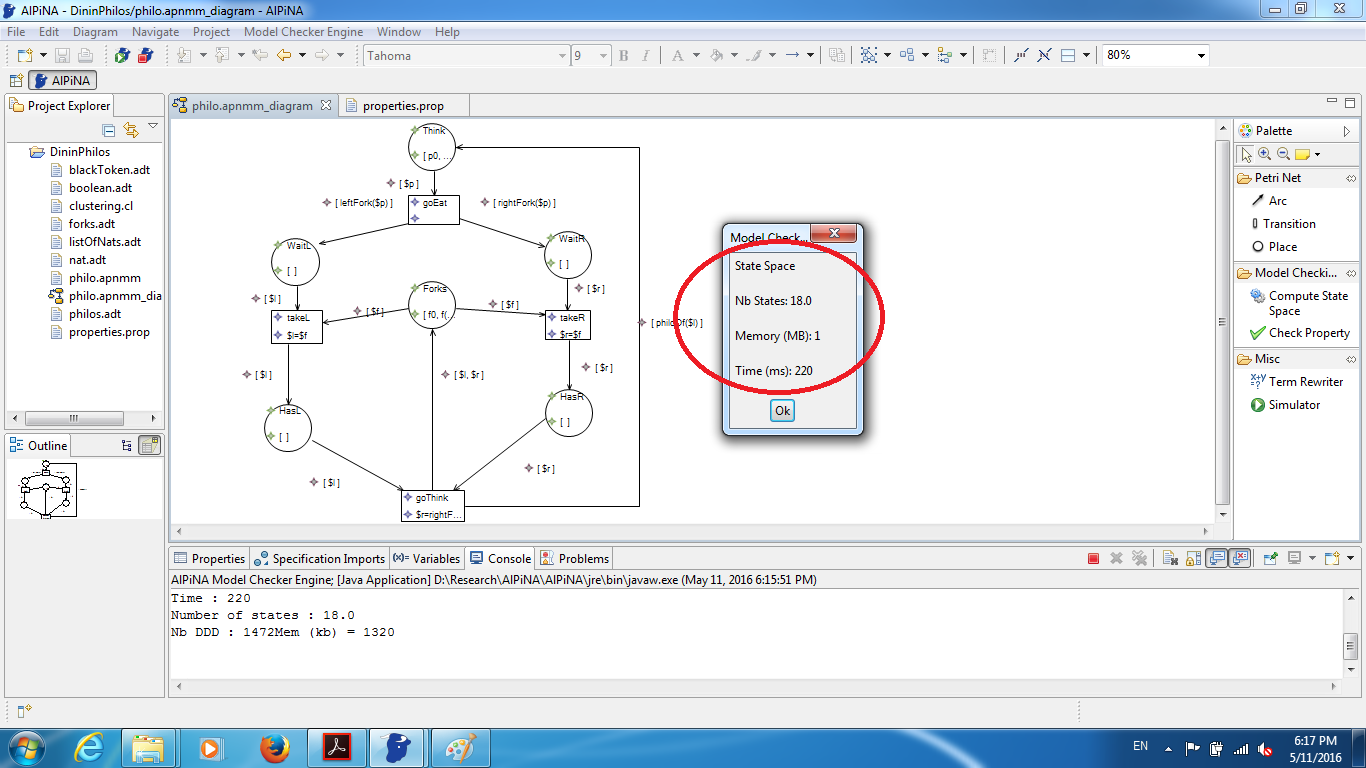 AlPiNA - DininPhilos/philo.apnmm_diagram - AlPiNA
File Edit Diagram Navigate Project Model Checker Engine Window Help
Tahoma 9 B I A 80%
AlPiNA
Project Explorer
DininPhilos
blackToken.adt
boolean.adt
clustering.cl
forks.adt
listOfNats.adt
nat.adt
philo.apnmm
philo.apnmm_dia
philos.adt
properties.prop
Outline
philo.apnmm_diagram properties.prop
Think
[ p0, ...
[ $p ]
[ leftFork($p) ] goEat [ rightFork($p) ]
WaitL
[ ]
WaitR
[ ]
Forks
[ f0, f(...
[ $l ] [ $f ] [ $f ] [ $r ]
takeL
$l=$f
takeR
$r=$f
[ philoOf($l) ]
[ $l ] [ $l, $r ] [ $r ]
HasL
[ ]
HasR
[ ]
[ $l ] [ $r ]
goThink
$r=rightF...
Model Check...
State Space
Nb States: 18.0
Memory (MB): 1
Time (ms): 220
Ok
Palette
Petri Net
Arc
Transition
Place
Model Checki...
Compute State
Space
Check Property
Misc
X+Y
Term Rewriter
Simulator
Properties Specification Imports (x)= Variables Console Problems
AlPiNA Model Checker Engine; [Java Application] D:\Research\AlPiNA\AlPiNA\jre\bin\javaw.exe (May 11, 2016 6:15:51 PM)
Time : 220
Number of states : 18.0
Nb DDD : 1472Mem (kb) = 1320
EN 6:17 PM
5/11/2016